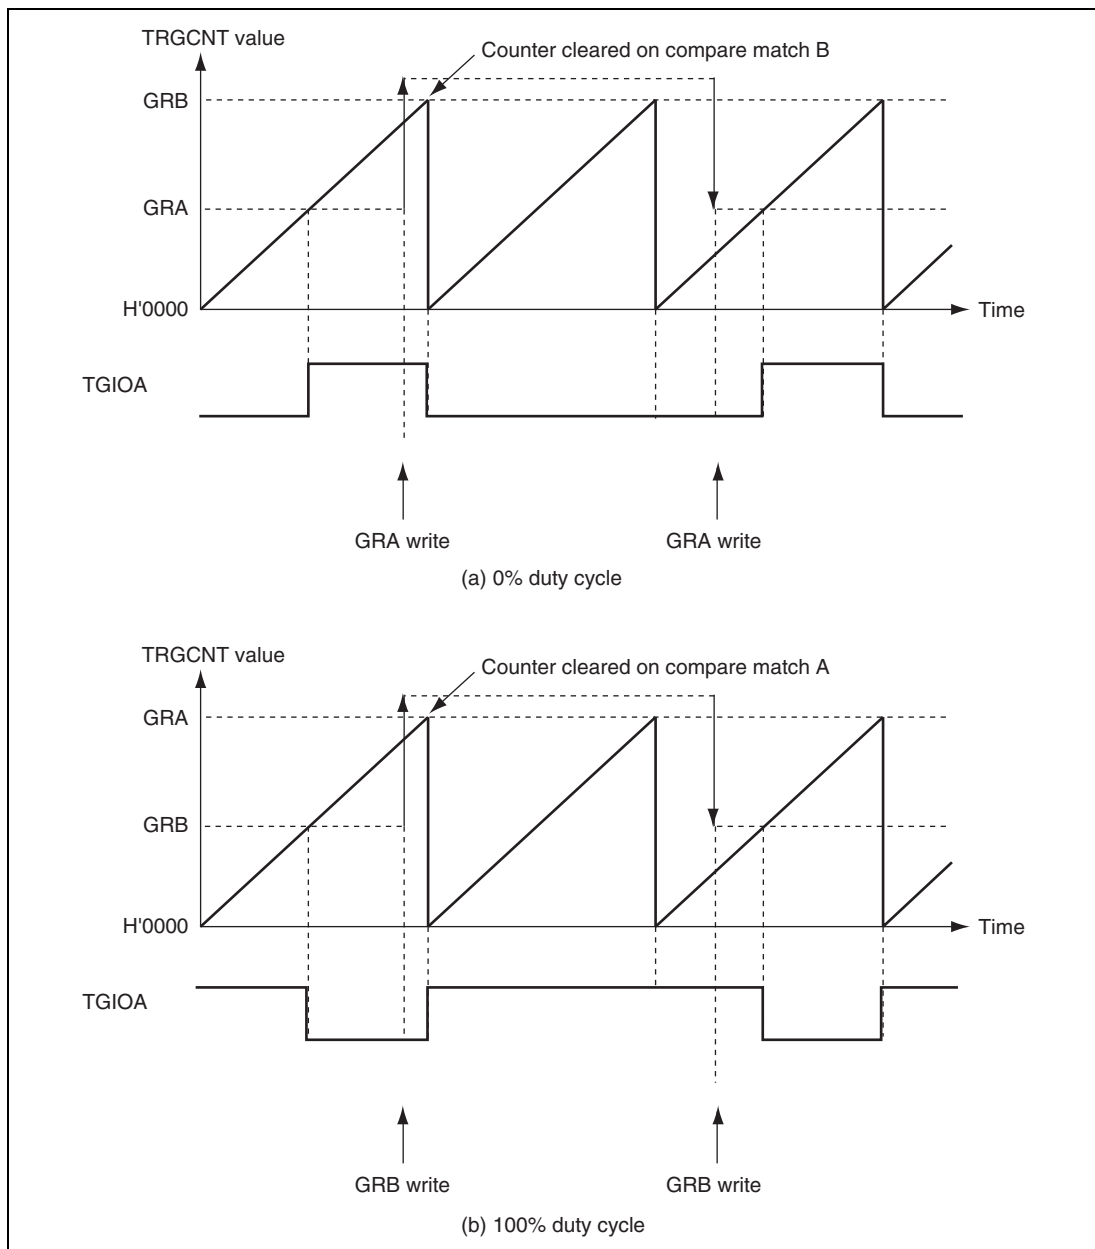 TRGCNT value
Counter cleared on compare match B
GRB
GRA
H'0000
Time
TGIOA
GRA write
GRA write
(a) 0% duty cycle
TRGCNT value
Counter cleared on compare match A
GRA
GRB
H'0000
Time
TGIOA
GRB write
GRB write
(b) 100% duty cycle